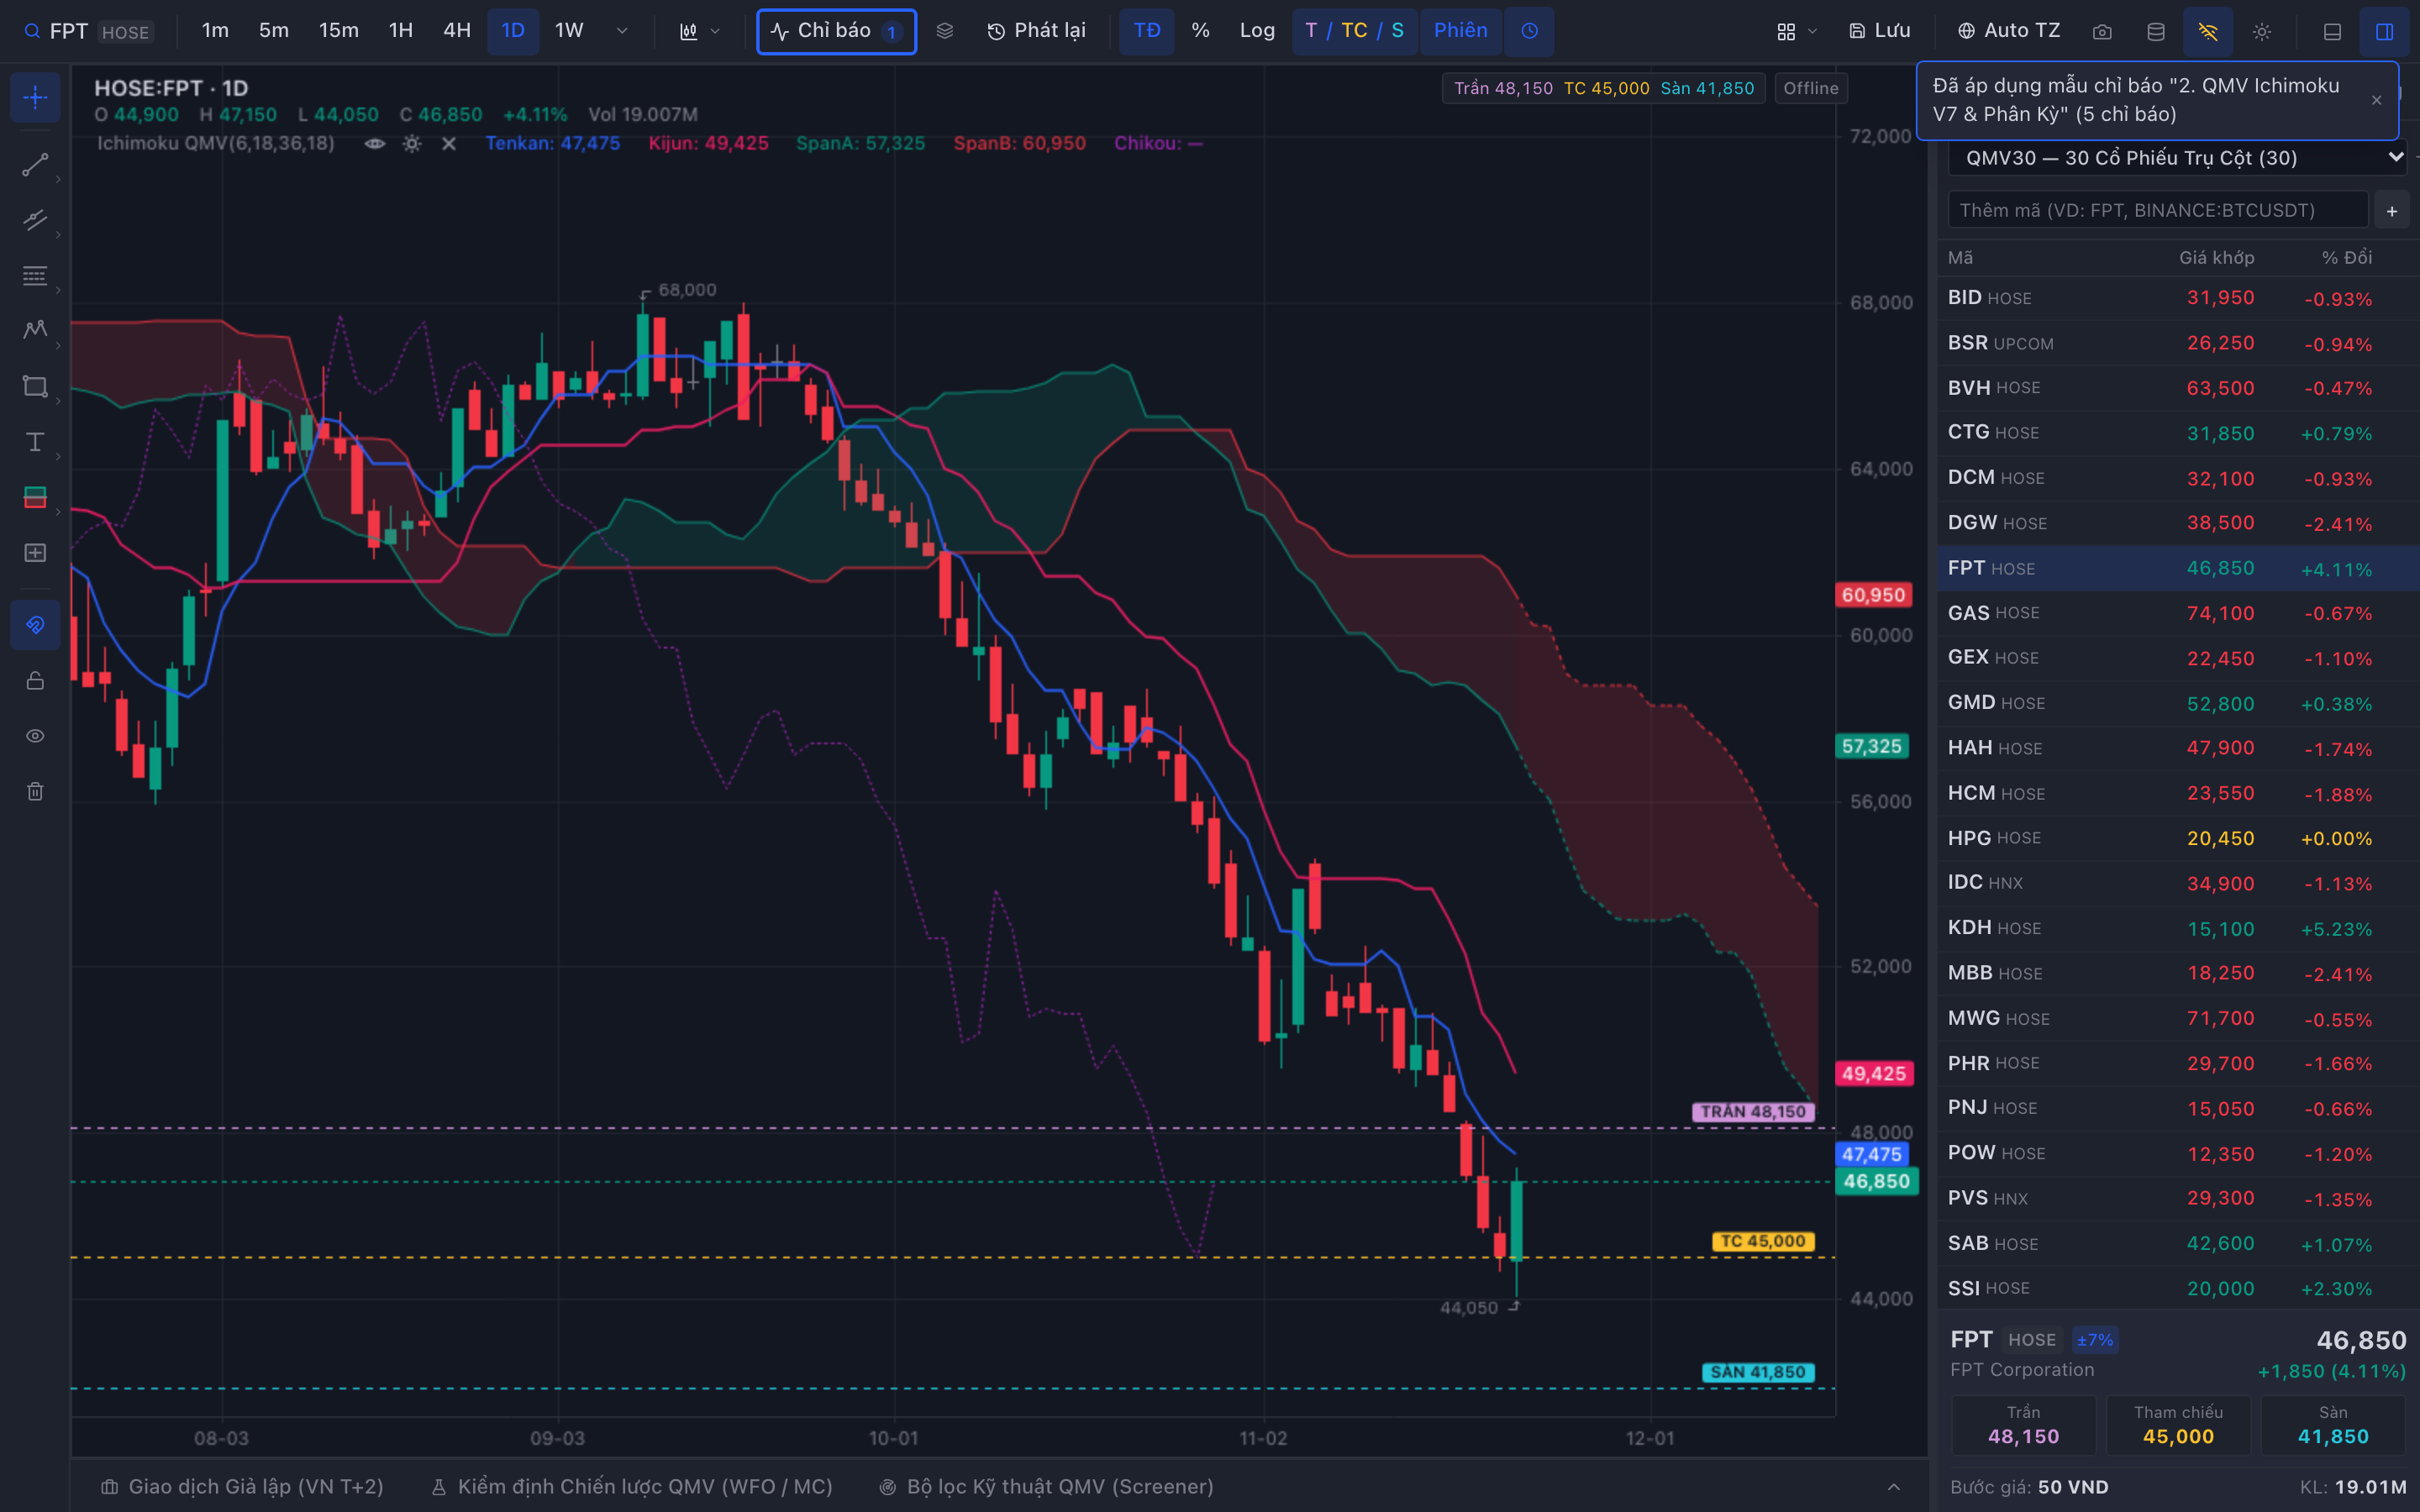 FPT HOSE 1m 5m 15m 1H 4H 1D 1W Chỉ báo 1 Phát lại TĐ % Log T / TC / S Phiên Lưu Auto TZ
Đã áp dụng mẫu chỉ báo "2. QMV Ichimoku
V7 & Phân Kỳ" (5 chỉ báo)
HOSE:FPT · 1D
O 44,900 H 47,150 L 44,050 C 46,850 +4.11% Vol 19.007M
Ichimoku QMV(6,18,36,18) Tenkan: 47,475 Kijun: 49,425 SpanA: 57,325 SpanB: 60,950 Chikou: —
Trần 48,150 TC 45,000 Sàn 41,850 Offline
72,000
68,000
68,000
64,000
60,950
60,000
57,325
56,000
52,000
49,425
TRẦN 48,150
48,000
47,475
46,850
TC 45,000
44,000
44,050
SÀN 41,850
08-03 09-03 10-01 11-02 12-01
Giao dịch Giả lập (VN T+2) Kiểm định Chiến lược QMV (WFO / MC) Bộ lọc Kỹ thuật QMV (Screener)
QMV30 — 30 Cổ Phiếu Trụ Cột (30)
Thêm mã (VD: FPT, BINANCE:BTCUSDT) +
Mã Giá khớp % Đổi
BID HOSE 31,950 -0.93%
BSR UPCOM 26,250 -0.94%
BVH HOSE 63,500 -0.47%
CTG HOSE 31,850 +0.79%
DCM HOSE 32,100 -0.93%
DGW HOSE 38,500 -2.41%
FPT HOSE 46,850 +4.11%
GAS HOSE 74,100 -0.67%
GEX HOSE 22,450 -1.10%
GMD HOSE 52,800 +0.38%
HAH HOSE 47,900 -1.74%
HCM HOSE 23,550 -1.88%
HPG HOSE 20,450 +0.00%
IDC HNX 34,900 -1.13%
KDH HOSE 15,100 +5.23%
MBB HOSE 18,250 -2.41%
MWG HOSE 71,700 -0.55%
PHR HOSE 29,700 -1.66%
PNJ HOSE 15,050 -0.66%
POW HOSE 12,350 -1.20%
PVS HNX 29,300 -1.35%
SAB HOSE 42,600 +1.07%
SSI HOSE 20,000 +2.30%
FPT HOSE ±7% 46,850
FPT Corporation +1,850 (4.11%)
Trần Tham chiếu Sàn
48,150 45,000 41,850
Bước giá: 50 VND KL: 19.01M